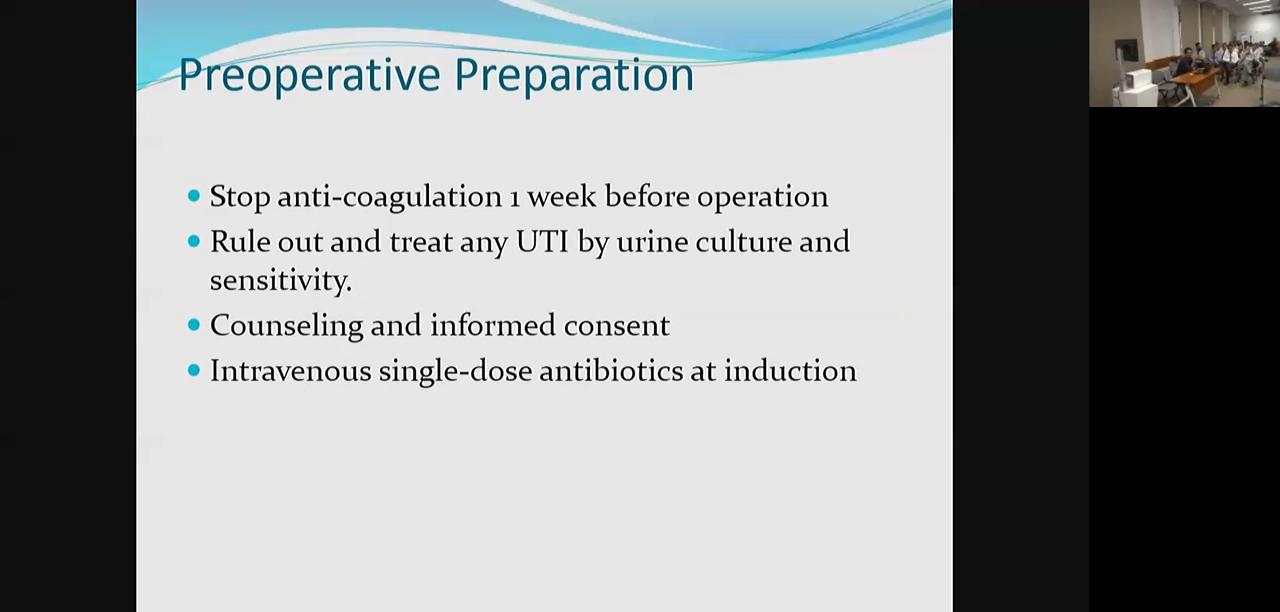 Preoperative Preparation
Stop anti-coagulation 1 week before operation
Rule out and treat any UTI by urine culture and
sensitivity.
Counseling and informed consent
Intravenous single-dose antibiotics at induction